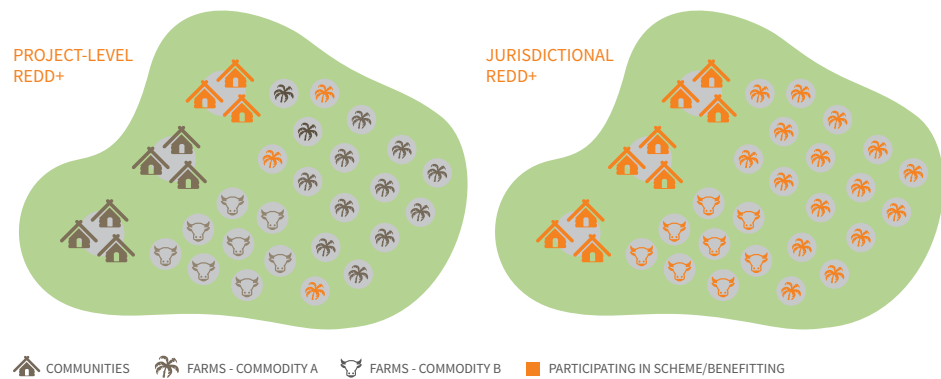 PROJECT-LEVEL
REDD+
JURISDICTIONAL
REDD+
COMMUNITIES
FARMS - COMMODITY A
FARMS - COMMODITY B
PARTICIPATING IN SCHEME/BENEFITTING